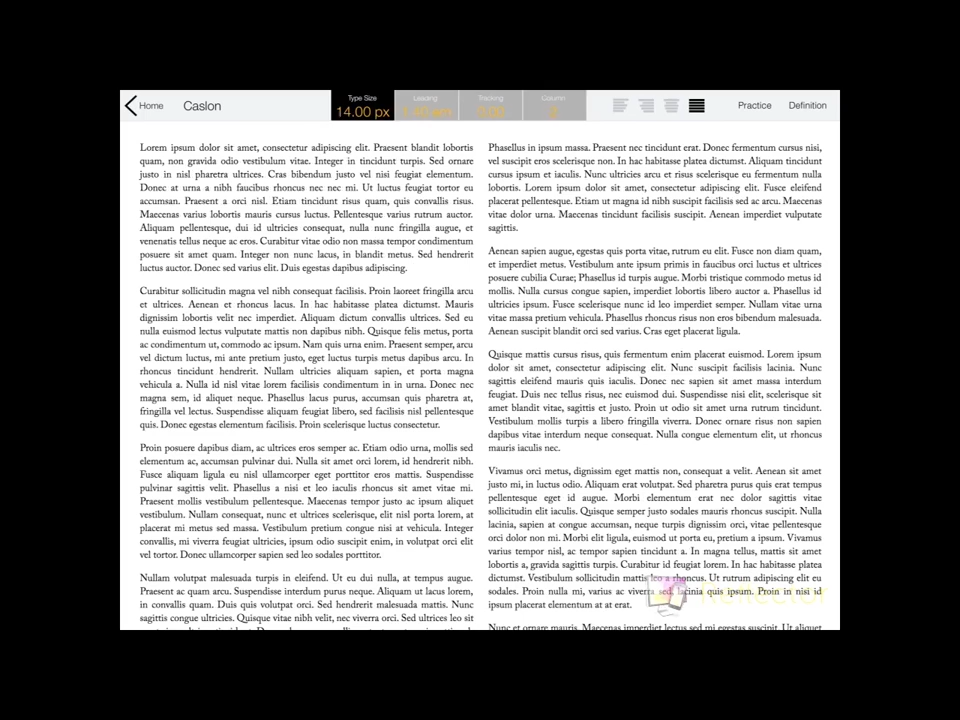 Home
Caslon
Type Size
14.00 px
Leading
Tracking
Column
Practice
Definition
Lorem ipsum dolor sit amet, consectetur adipiscing elit. Praesent blandit lobortis
quam, non gravida odio vestibulum vitae. Integer in tincidunt turpis. Sed ornare
justo in nisl pharetra ultrices. Cras bibendum justo vel nisi feugiat elementum.
Donec at urna a nibh faucibus rhoncus nec nec mi. Ut luctus feugiat tortor eu
accumsan. Praesent a orci nisl. Etiam tincidunt risus quam, quis convallis risus.
Maecenas varius lobortis mauris cursus luctus. Pellentesque varius rutrum auctor.
Aliquam pellentesque, dui id ultricies consequat, nulla nunc fringilla augue, et
venenatis tellus neque ac eros. Curabitur vitae odio non massa tempor condimentum
posuere sit amet quam. Integer non nunc lacus, in blandit metus. Sed hendrerit
luctus auctor. Donec sed varius elit. Duis egestas dapibus adipiscing.
Curabitur sollicitudin magna vel nibh consequat facilisis. Proin laoreet fringilla arcu
et ultrices. Aenean et rhoncus lacus. In hac habitasse platea dictumst. Mauris
dignissim lobortis velit nec imperdiet. Aliquam dictum convallis ultrices. Sed eu
nulla euismod lectus vulputate mattis non dapibus nibh. Quisque felis metus, porta
ac condimentum ut, commodo ac ipsum. Nam quis urna enim. Praesent semper, arcu
vel dictum luctus, mi ante pretium justo, eget luctus turpis metus dapibus arcu. In
rhoncus tincidunt hendrerit. Nullam ultricies aliquam sapien, et porta magna
vehicula a. Nulla id nisl vitae lorem facilisis condimentum in in urna. Donec nec
magna sem, id aliquet neque. Phasellus lacus purus, accumsan quis pharetra at,
fringilla vel lectus. Suspendisse aliquam feugiat libero, sed facilisis nisl pellentesque
quis. Donec egestas elementum facilisis. Proin scelerisque luctus consectetur.
Proin posuere dapibus diam, ac ultrices eros semper ac. Etiam odio urna, mollis sed
elementum ac, accumsan pulvinar dui. Nulla sit amet orci lorem, id hendrerit nibh.
Fusce aliquam ligula eu nisl ullamcorper eget porttitor eros mattis. Suspendisse
pulvinar sagittis velit. Phasellus a nisi et leo iaculis rhoncus sit amet vitae mi.
Praesent mollis vestibulum pellentesque. Maecenas tempor justo ac ipsum aliquet
vestibulum. Nullam consequat, nunc et ultrices scelerisque, elit nisl porta lorem, at
placerat mi metus sed massa. Vestibulum pretium congue nisi at vehicula. Integer
convallis, mi viverra feugiat ultricies, ipsum odio suscipit enim, in volutpat orci elit
vel tortor. Donec ullamcorper sapien sed leo sodales porttitor.
Nullam volutpat malesuada turpis in eleifend. Ut eu dui nulla, at tempus augue.
Praesent ac quam arcu. Suspendisse interdum purus neque. Aliquam ut lacus lorem,
in convallis quam. Duis quis volutpat orci. Sed hendrerit malesuada metus. Nunc
sagittis congue ultricies. Quisque vitae nibh velit, nec rutrum erat. Ut sed leo sit
Phasellus in ipsum massa. Praesent nec tincidunt erat. Donec fermentum cursus nisi,
vel suscipit eros scelerisque non. In hac habitasse platea dictumst. Aliquam tincidunt
cursus ipsum et iaculis. Nunc ultricies arcu et risus scelerisque eu fermentum nulla
lobortis. Lorem ipsum dolor sit amet, consectetur adipiscing elit. Fusce eleifend
placerat pellentesque. Etiam ut magna id nisl suscipit facilisis sed ac arcu. Maecenas
vitae dolor urna. Maecenas tincidunt facilisis suscipit. Aenean imperdiet vulputate
sagittis.
Aenean sapien augue, egestas quis porta vitae, rutrum eu elit. Fusce non diam quam,
et imperdiet metus. Vestibulum ante ipsum primis in faucibus orci luctus et ultrices
posuere cubilia Curae; Phasellus id turpis augue. Morbi tristique commodo metus id
mollis. Nulla cursus congue sapien, imperdiet lobortis libero auctor a. Phasellus id
ultricies ipsum. Fusce scelerisque nunc id leo imperdiet semper. Nullam vitae urna
vitae massa pretium vehicula. Phasellus rhoncus risus non eros bibendum malesuada.
Aenean suscipit blandit orci sed varius. Cras eget placerat ligula.
Quisque mattis cursus risus, quis fermentum enim placerat euismod. Lorem ipsum
dolor sit amet, consectetur adipiscing elit. Nunc suscipit facilisis lacinia. Nunc
sagittis eleifend mauris quis iaculis. Donec nec sapien sit amet massa interdum
feugiat. Duis nec tellus risus, nec euismod dui. Suspendisse nisi elit, scelerisque sit
amet blandit vitae, sagittis et justo. Proin ut odio sit amet urna rutrum tincidunt.
Vestibulum mollis turpis a libero fringilla viverra. Donec ornare risus non sem
dapibus vitae interdum neque consequat. Nulla congue elementum elit, ut rhoncus
mauris iaculis nec.
Vivamus orci metus, dignissim eget mattis non, consequat a velit. Aenean sit amet
justo mi, in luctus odio. Aliquam erat volutpat. Sed pharetra purus quis erat tempus
pellentesque eget id augue. Morbi elementum erat nec dolor sagittis vitae
sollicitudin elit iaculis. Quisque semper justo sodales mauris rhoncus suscipit. Nulla
lacinia, sapien at congue accumsan, neque turpis dignissim orci, vitae pellentesque
orci dolor non mi. Morbi elit ligula, euismod ut porta eu, pretium a ipsum. Vivamus
varius tempor nisl, ac tempor sapien tincidunt a. In magna tellus, mattis sit amet
lobortis a, gravida sagittis turpis. Curabitur id lorem lorem. In hac habitasse platea
dictumst. Vestibulum sollicitudin mattis leo a rhoncus. Ut rutrum adipiscing elit eu
sodales. Proin nulla mi, varius ac viverra sed, lacinia quis ipsum. Proin it nisi id
ipsum placerat elementum at at erat.
Nunc et ornare mauris. Maecenas imperdiet lectus sed mi egestas suscipit. Ut aliquet
Reflector